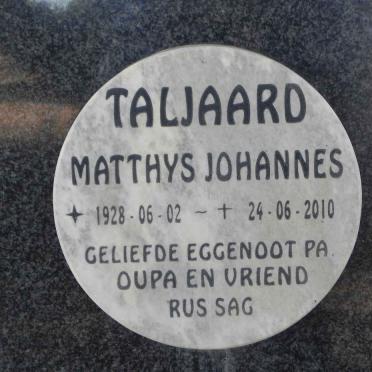 TALJAARD
MATTHYS JOHANNES
✦ 1928-06-02 ~ ✝ 24-06-2010
GELIEFDE EGGENOOT PA
OUPA EN VRIEND
RUS SAG